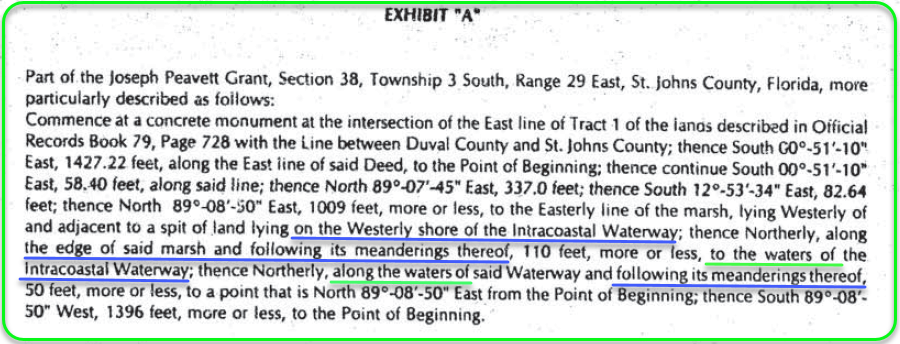 EXHIBIT "A"
Part of the Joseph Peavett Grant, Section 38, Township 3 South, Range 29 East, St. Johns County, Florida, more
particularly described as follows:
Commence at a concrete monument at the intersection of the East line of Tract 1 of the lands described in Official
Records Book 79, Page 728 with the Line between Duval County and St. Johns County; thence South 00°-51'-10"
East, 1427.22 feet, along the East line of said Deed, to the Point of Beginning; thence continue South 00°-51'-10"
East, 58.40 feet, along said line; thence North 89°-07'-45" East, 337.0 feet; thence South 12°-53'-34" East, 82.64
feet; thence North 89°-08'-50" East, 1009 feet, more or less, to the Easterly line of the marsh, lying Westerly of
and adjacent to a spit of land lying on the Westerly shore of the Intracoastal Waterway; thence Northerly, along
the edge of said marsh and following its meanderings thereof, 110 feet, more or less, to the waters of the
Intracoastal Waterway; thence Northerly, along the waters of said Waterway and following its meanderings thereof,
50 feet, more or less, to a point that is North 89°-08'-50" East from the Point of Beginning; thence South 89°-08'-
50" West, 1396 feet, more or less, to the Point of Beginning.